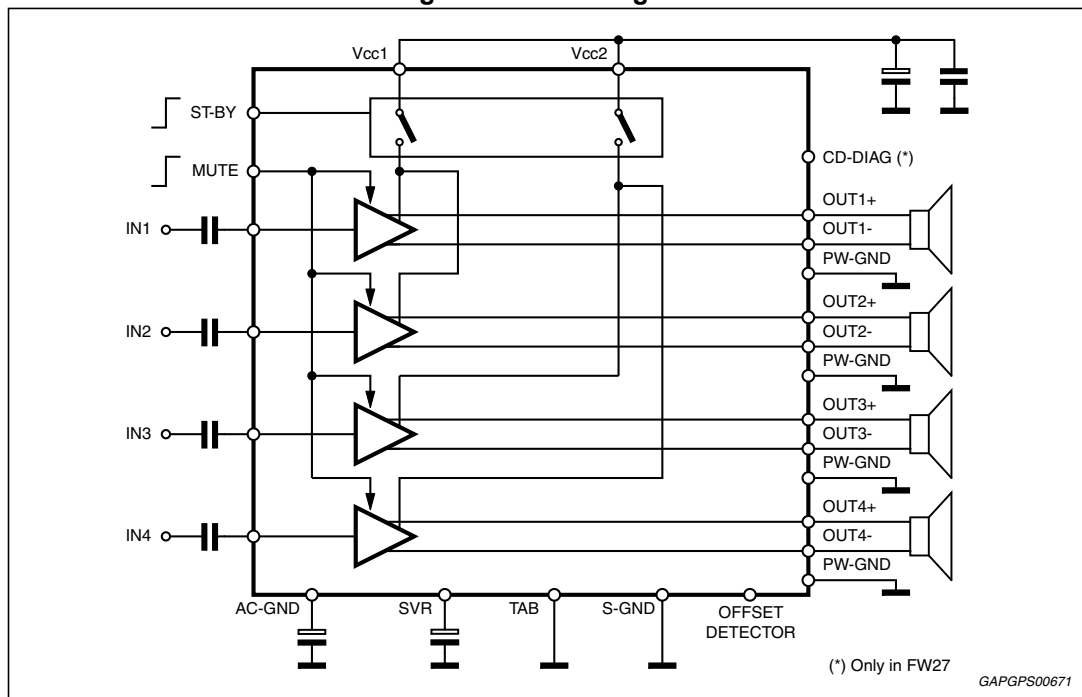 Vcc1
Vcc2
ST-BY
CD-DIAG (*)
MUTE
OUT1+
IN1
OUT1-
PW-GND
OUT2+
IN2
OUT2-
PW-GND
OUT3+
IN3
OUT3-
PW-GND
OUT4+
IN4
OUT4-
PW-GND
AC-GND
SVR
TAB
S-GND
OFFSET
DETECTOR
(*) Only in FW27
GAPGPS00671